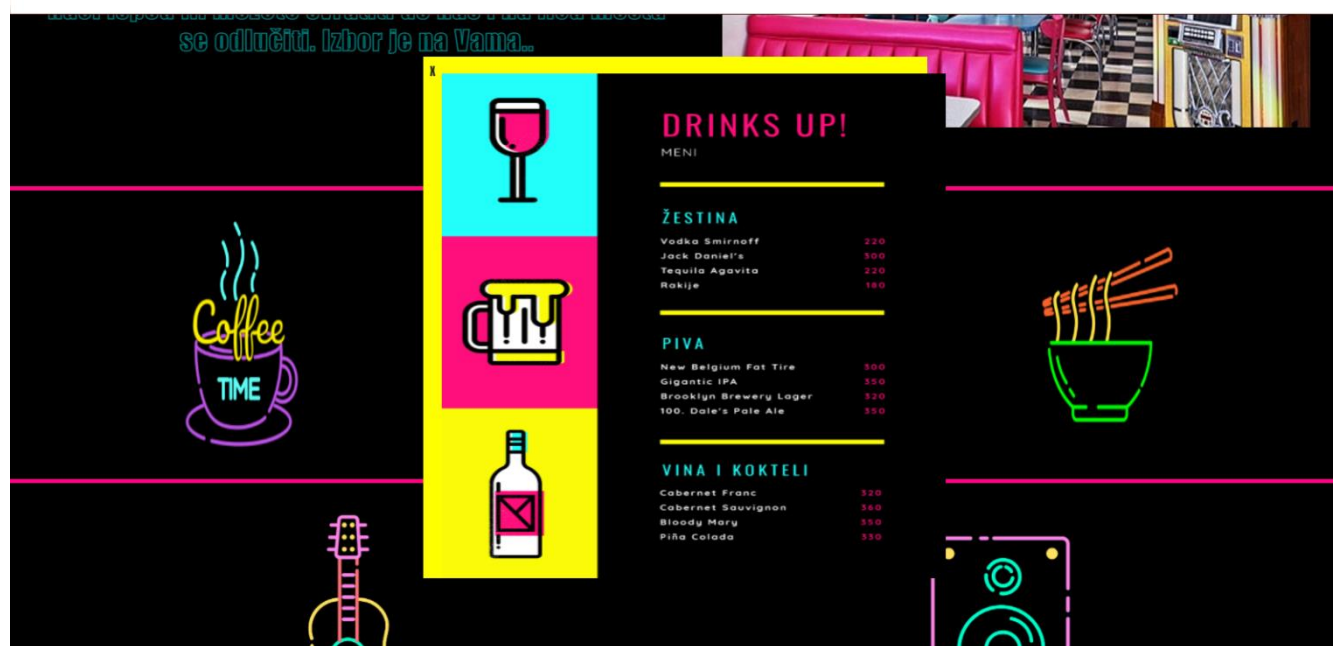 se odlučiti. Izbor je na Vama..
X
DRINKS UP!
MENI
ŽESTINA
Vodka Smirnoff 220
Jack Daniel's 300
Tequila Agavita 220
Rakije 180
PIVA
New Belgium Fat Tire 300
Gigantic IPA 350
Brooklyn Brewery Lager 320
100. Dale's Pale Ale 350
VINA I KOKTELI
Cabernet Franc 320
Cabernet Sauvignon 360
Bloody Mary 350
Piña Colada 330
Coffee
TIME